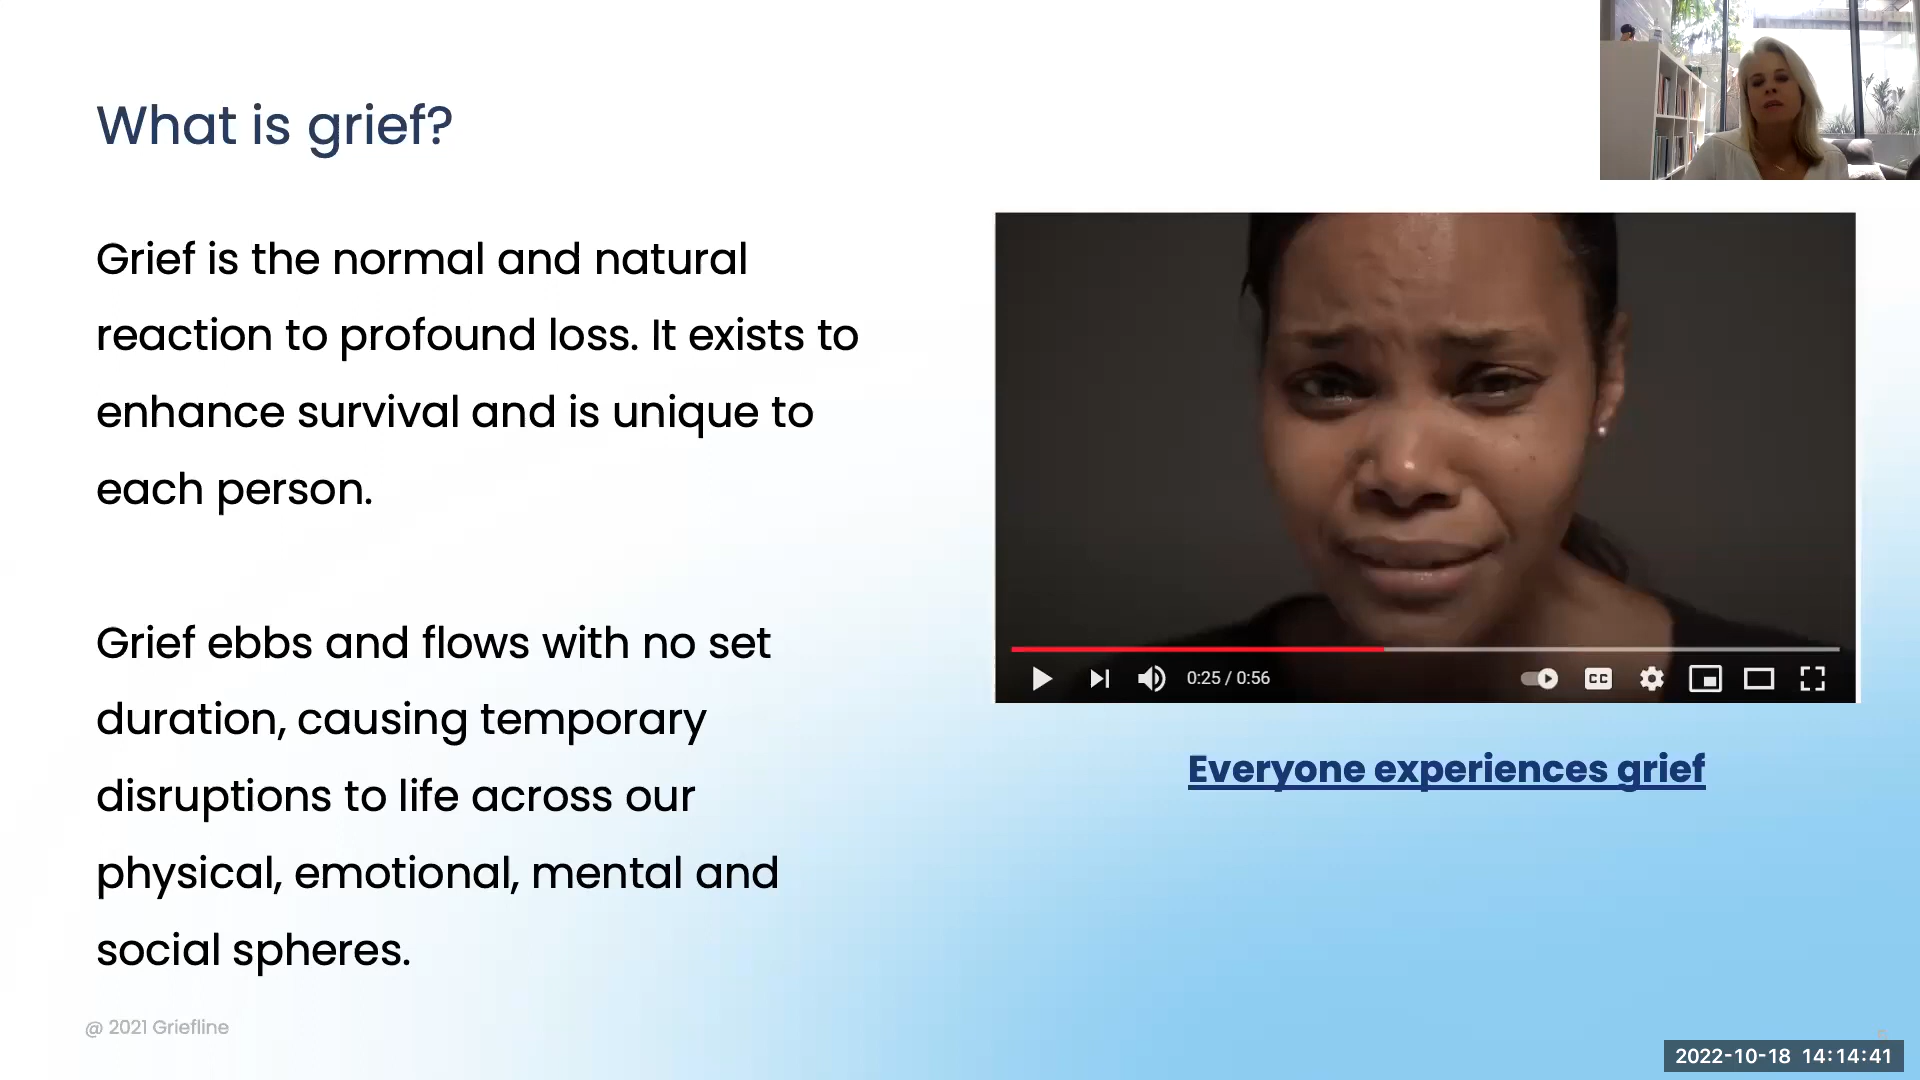 What is grief?
Grief is the normal and natural
reaction to profound loss. It exists to
enhance survival and is unique to
each person.
Grief ebbs and flows with no set
duration, causing temporary
disruptions to life across our
physical, emotional, mental and
social spheres.
0:25 / 0:56
CC
Everyone experiences grief
@ 2021 Griefline
2022-10-18 14:14:41